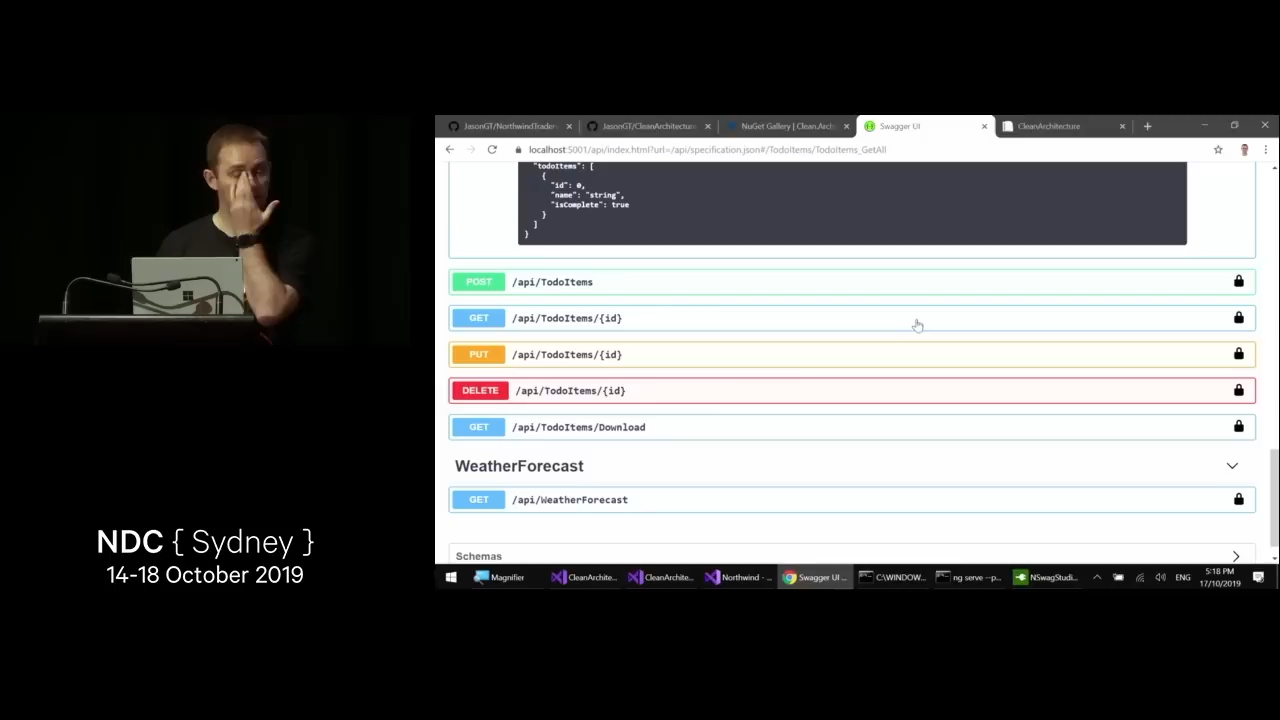 JasonGT/NorthwindTrader
JasonGT/CleanArchitecture
NuGet Gallery | Clean.Arch
Swagger UI
CleanArchitecture
localhost:5001/api/index.html?url=/api/specification.json#/TodoItems/TodoItems_GetAll
"todoItems": [
{
"id": 0,
"name": "string",
"isComplete": true
}
]
}
POST /api/TodoItems
GET /api/TodoItems/{id}
PUT /api/TodoItems/{id}
DELETE /api/TodoItems/{id}
GET /api/TodoItems/Download
WeatherForecast
GET /api/WeatherForecast
Schemas
NDC { Sydney }
14-18 October 2019
Magnifier
CleanArchite...
CleanArchite...
Northwind - ...
Swagger UI ...
C:\WINDOW...
ng serve --p...
NSwagStudi...
ENG
5:18 PM
17/10/2019